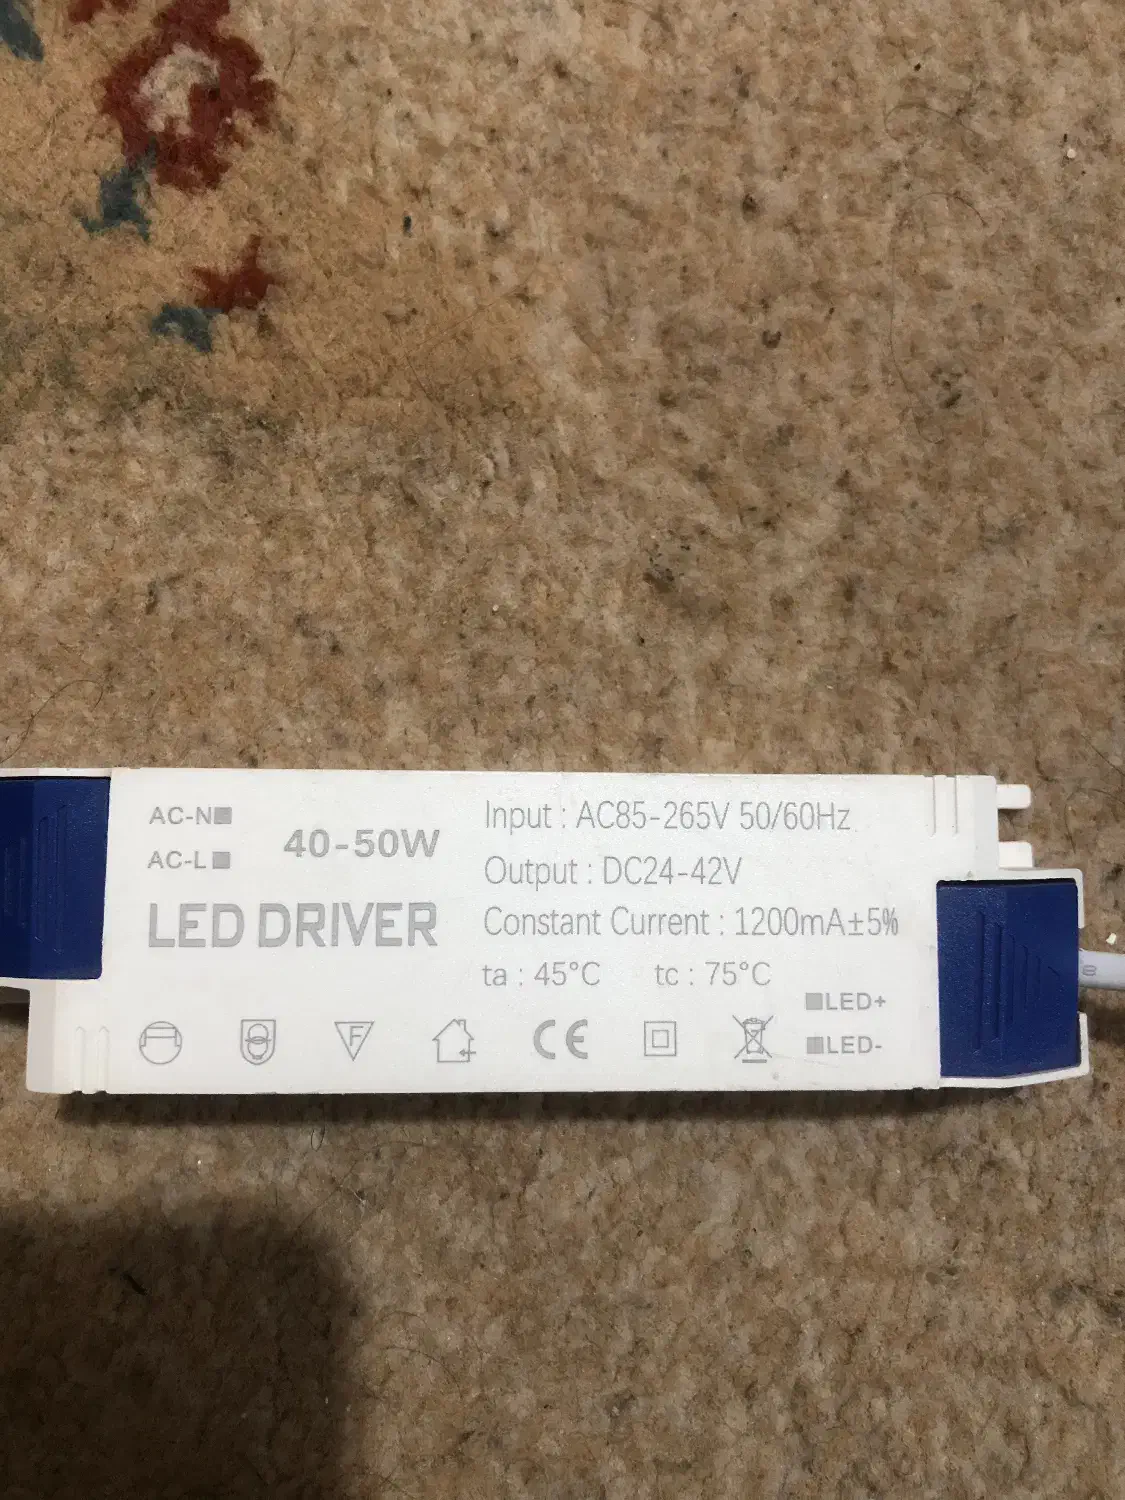 AC-N
AC-L
40-50W
LED DRIVER
Input : AC85-265V 50/60Hz
Output : DC24-42V
Constant Current : 1200mA±5%
ta : 45°C tc : 75°C
LED+
LED-
F
CE